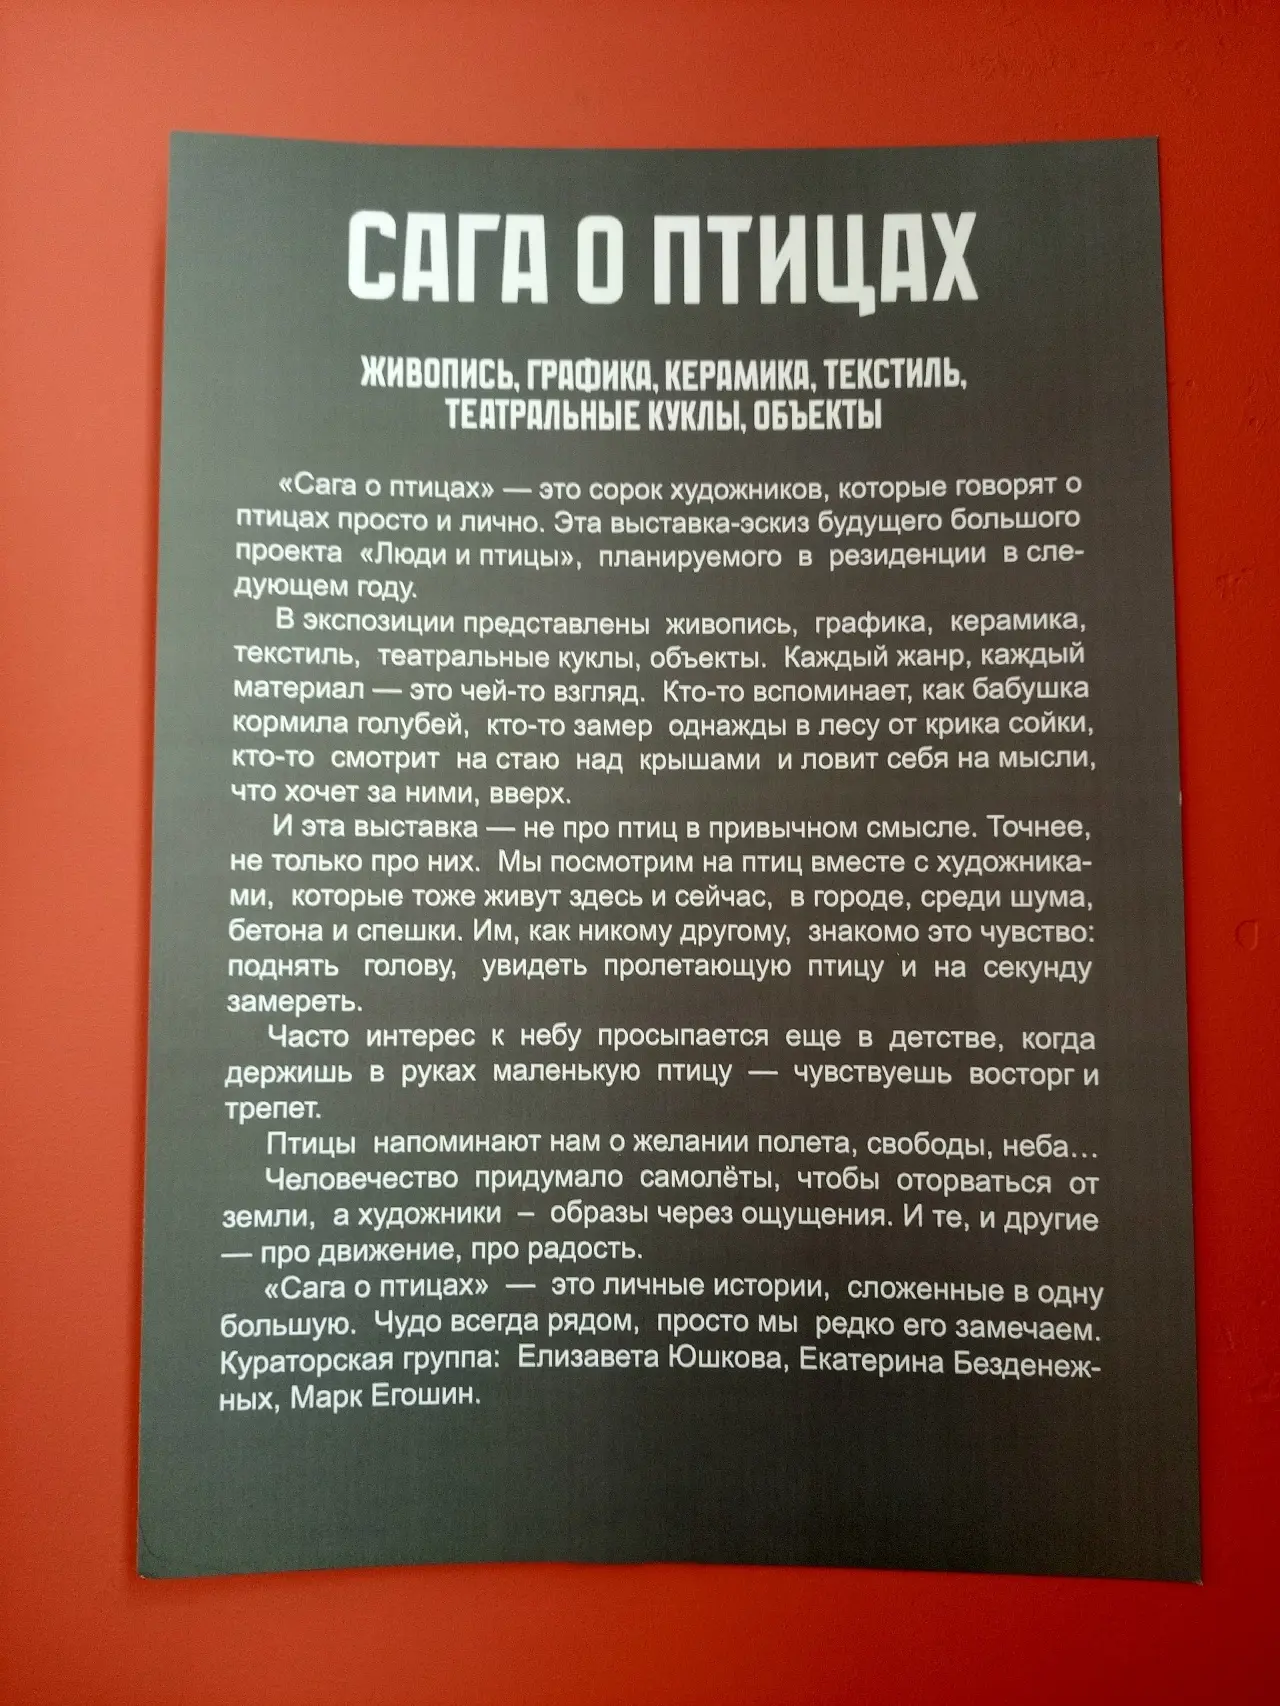 САГА О ПТИЦАХ
ЖИВОПИСЬ, ГРАФИКА, КЕРАМИКА, ТЕКСТИЛЬ,
ТЕАТРАЛЬНЫЕ КУКЛЫ, ОБЪЕКТЫ
«Сага о птицах» — это сорок художников, которые говорят о
птицах просто и лично. Эта выставка-эскиз будущего большого
проекта «Люди и птицы», планируемого в резиденции в сле-
дующем году.
В экспозиции представлены живопись, графика, керамика,
текстиль, театральные куклы, объекты. Каждый жанр, каждый
материал — это чей-то взгляд. Кто-то вспоминает, как бабушка
кормила голубей, кто-то замер однажды в лесу от крика сойки,
кто-то смотрит на стаю над крышами и ловит себя на мысли,
что хочет за ними, вверх.
И эта выставка — не про птиц в привычном смысле. Точнее,
не только про них. Мы посмотрим на птиц вместе с художника-
ми, которые тоже живут здесь и сейчас, в городе, среди шума,
бетона и спешки. Им, как никому другому, знакомо это чувство:
поднять голову, увидеть пролетающую птицу и на секунду
замереть.
Часто интерес к небу просыпается еще в детстве, когда
держишь в руках маленькую птицу — чувствуешь восторг и
трепет.
Птицы напоминают нам о желании полета, свободы, неба...
Человечество придумало самолёты, чтобы оторваться от
земли, а художники – образы через ощущения. И те, и другие
— про движение, про радость.
«Сага о птицах» — это личные истории, сложенные в одну
большую. Чудо всегда рядом, просто мы редко его замечаем.
Кураторская группа: Елизавета Юшкова, Екатерина Безденеж-
ных, Марк Егошин.